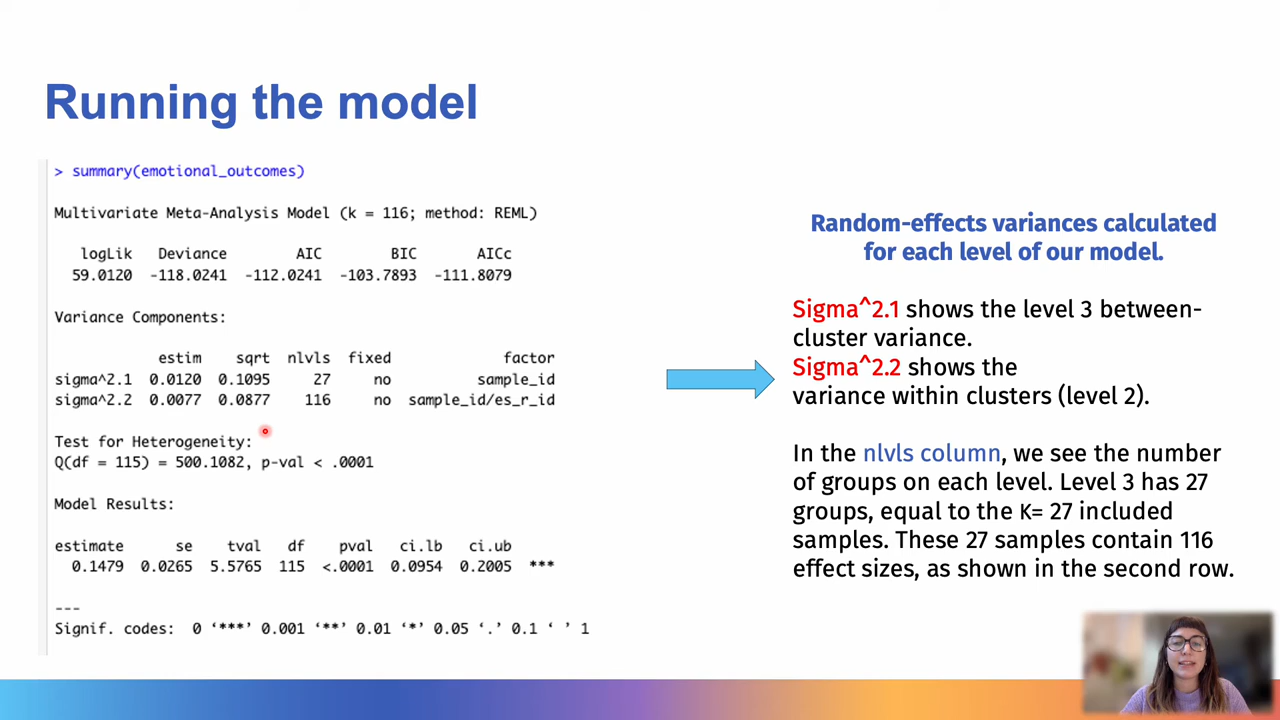 Running the model
> summary(emotional_outcomes)
Multivariate Meta-Analysis Model (k = 116; method: REML)
logLik Deviance AIC BIC AICc
59.0120 -118.0241 -112.0241 -103.7893 -111.8079
Variance Components:
estim sqrt nlvls fixed factor
sigma^2.1 0.0120 0.1095 27 no sample_id
sigma^2.2 0.0077 0.0877 116 no sample_id/es_r_id
Test for Heterogeneity:
Q(df = 115) = 500.1082, p-val < .0001
Model Results:
estimate se tval df pval ci.lb ci.ub
0.1479 0.0265 5.5765 115 <.0001 0.0954 0.2005 ***
---
Signif. codes: 0 ‘***’ 0.001 ‘**’ 0.01 ‘*’ 0.05 ‘.’ 0.1 ‘ ’ 1
Random-effects variances calculated
for each level of our model.
Sigma^2.1 shows the level 3 between-
cluster variance.
Sigma^2.2 shows the
variance within clusters (level 2).
In the nlvls column, we see the number
of groups on each level. Level 3 has 27
groups, equal to the K= 27 included
samples. These 27 samples contain 116
effect sizes, as shown in the second row.